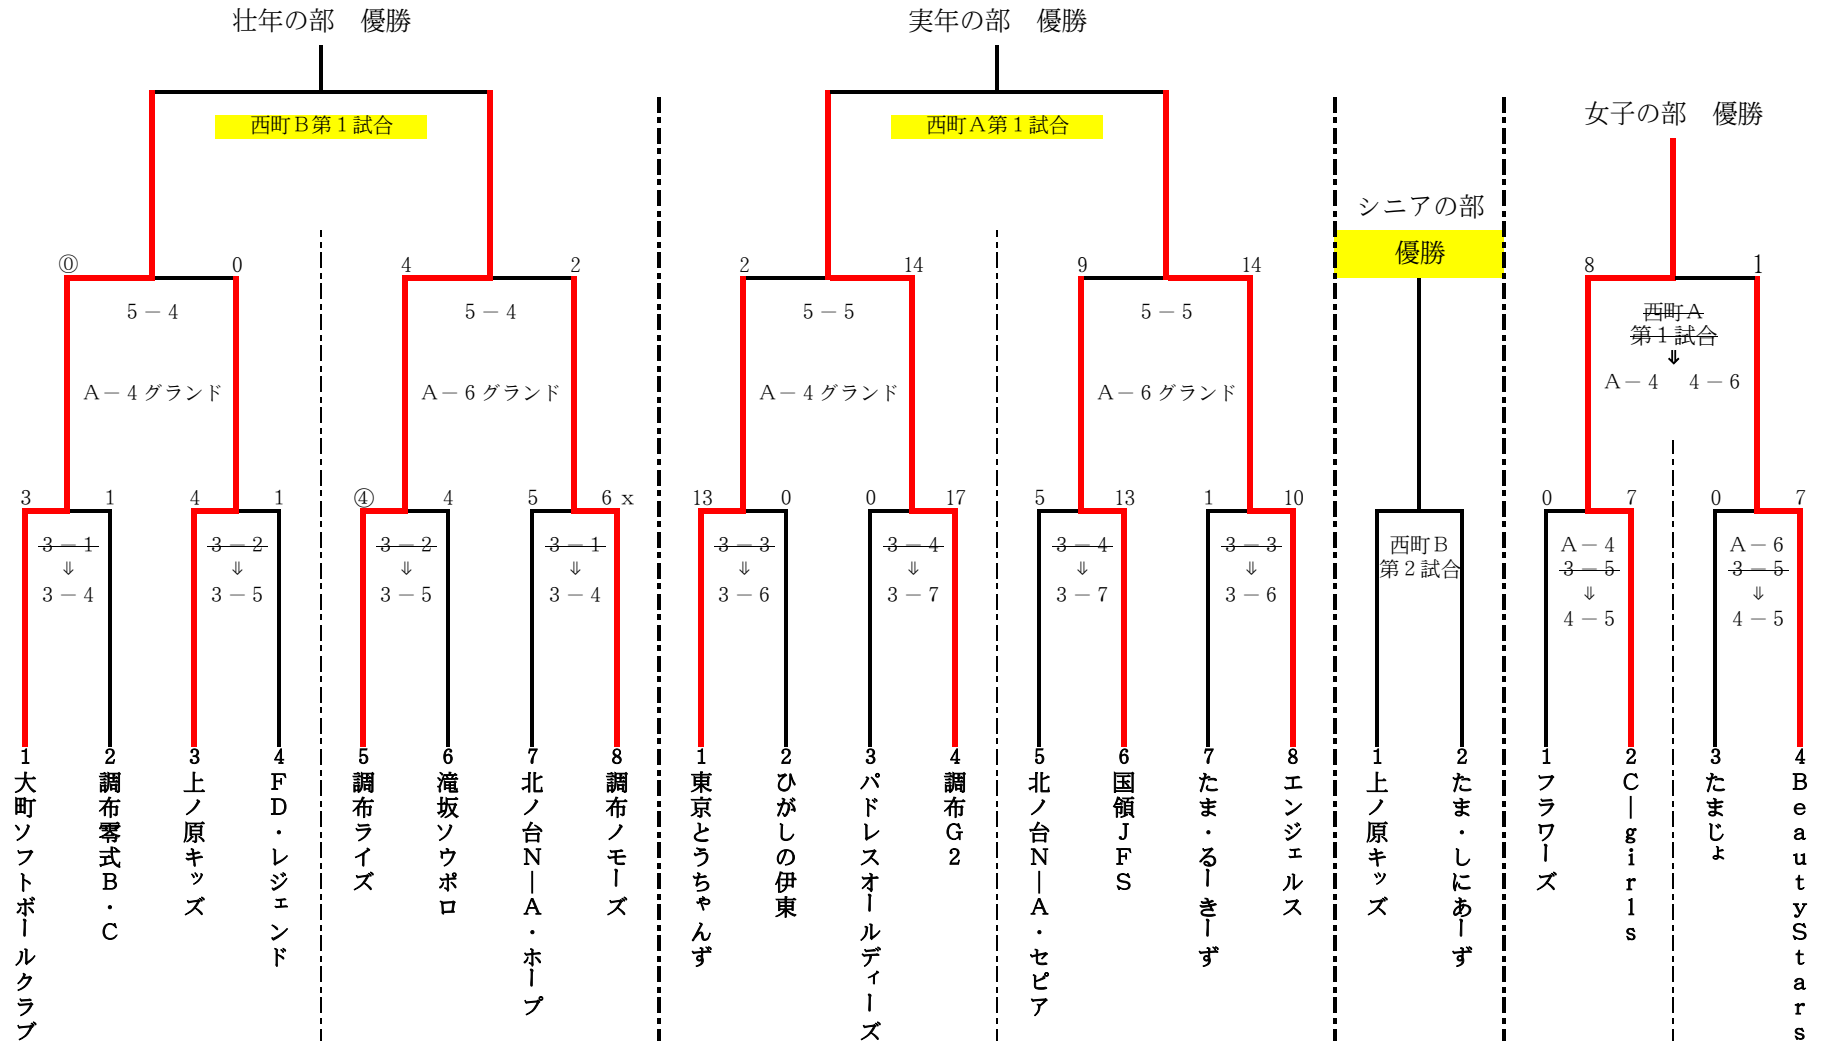 壮年の部　優勝
実年の部　優勝
西町Ｂ第１試合
西町Ａ第１試合
女子の部　優勝
シニアの部
優勝
⓪ 0 4 2 2 14 9 14 8 1
5－4 5－4 5－5 5－5
西町Ａ
第１試合
⇓
Ａ－4 4－6
Ａ－4グランド Ａ－6グランド Ａ－4グランド Ａ－6グランド
3 1 4 1 ④ 4 5 6x 13 0 0 17 5 13 1 10 0 7 0 7
3－1
⇓
3－4
3－2
⇓
3－5
3－2
⇓
3－5
3－1
⇓
3－4
3－3
⇓
3－6
3－4
⇓
3－7
3－4
⇓
3－7
3－3
⇓
3－6
西町Ｂ
第２試合
Ａ－4
3－5
⇓
4－5
Ａ－6
3－5
⇓
4－5
1大町ソフトボールクラブ
2調布零式Ｂ・Ｃ
3上ノ原キッズ
4ＦＤ・レジェンド
5調布ライズ
6滝坂ソウポロ
7北ノ台Ｎ―Ａ・ホープ
8調布ノモーズ
1東京とうちゃんず
2ひがしの伊東
3パドレスオールディーズ
4調布Ｇ２
5北ノ台Ｎ―Ａ・セピア
6国領ＪＦＳ
7たま・るーきーず
8エンジェルス
1上ノ原キッズ
2たま・しにあーず
1フラワーズ
2Ｃ―ｇｉｒｌｓ
3たまじょ
4ＢｅａｕｔｙＳｔａｒｓ